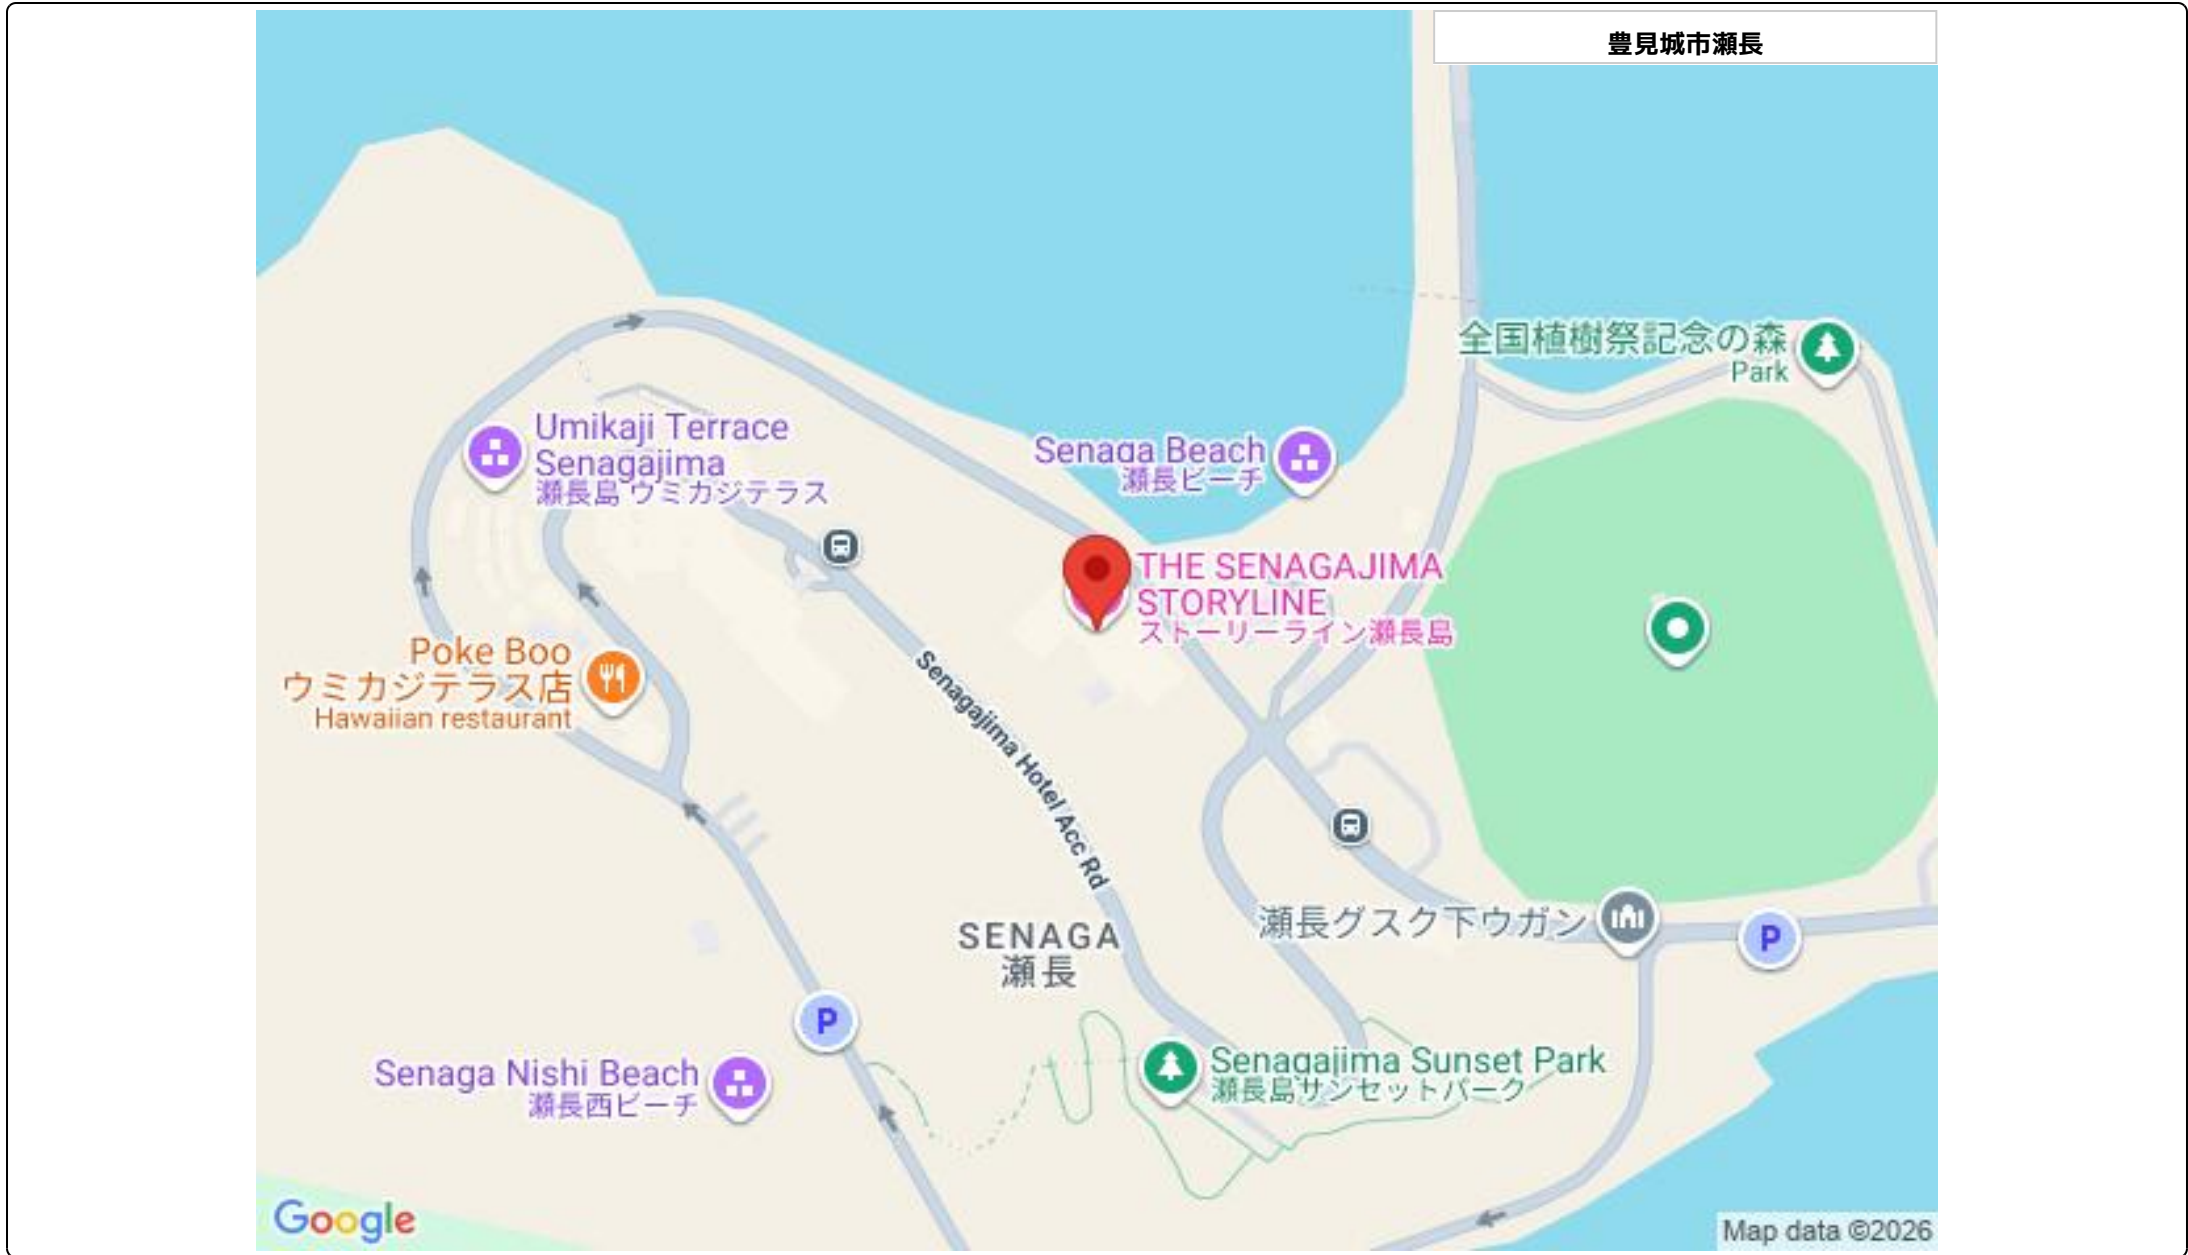 豊見城市瀬長
全国植樹祭記念の森
Park
Umikaji Terrace
Senagajima
瀬長島 ウミカジテラス
Senaga Beach
瀬長ビーチ
THE SENAGAJIMA
STORYLINE
ストーリーライン瀬長島
Poke Boo
ウミカジテラス店
Hawaiian restaurant
Senagajima Hotel Acc Rd
SENAGA
瀬長
瀬長グスク下ウガン
P
P
Senaga Nishi Beach
瀬長西ビーチ
Senagajima Sunset Park
瀬長島サンセットパーク
Google
Map data ©2026